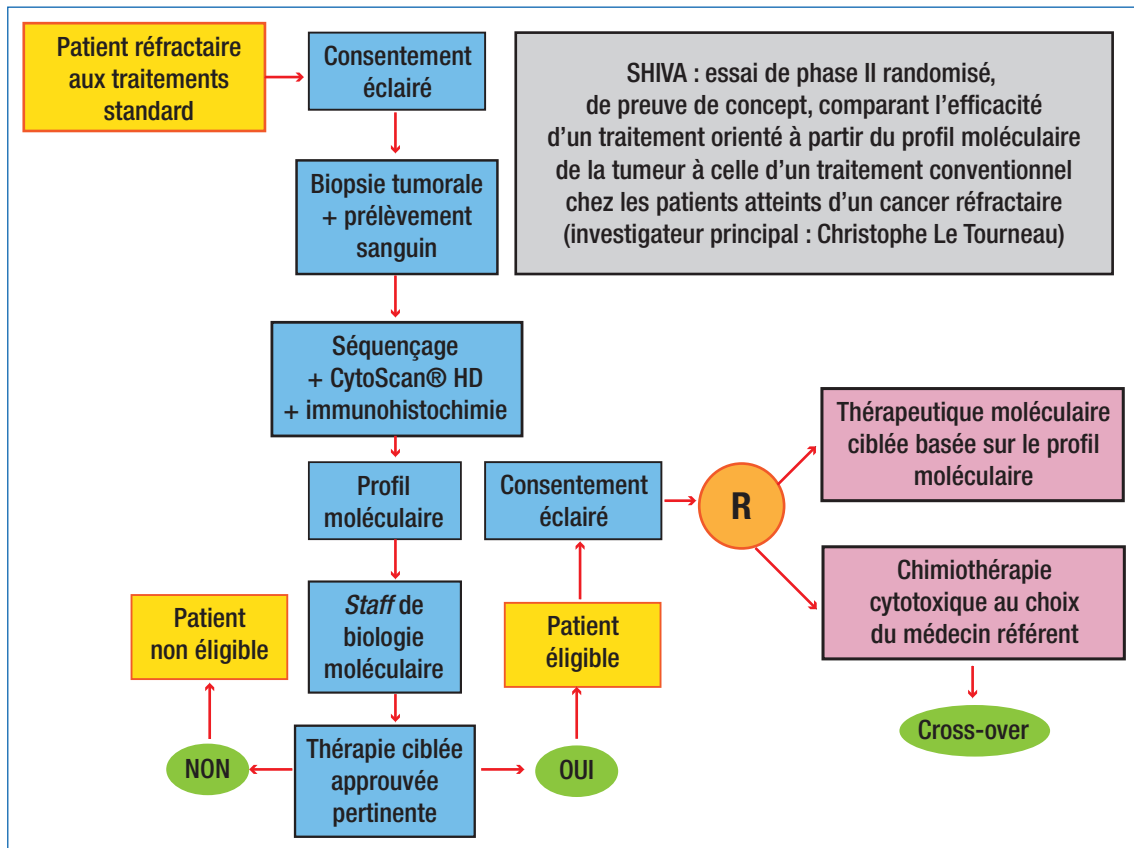 Patient réfractaire
aux traitements
standard
Consentement
éclairé
SHIVA : essai de phase II randomisé,
de preuve de concept, comparant l'efficacité
d'un traitement orienté à partir du profil moléculaire
de la tumeur à celle d'un traitement conventionnel
chez les patients atteints d'un cancer réfractaire
(investigateur principal : Christophe Le Tourneau)
Biopsie tumorale
+ prélèvement
sanguin
Séquençage
+ CytoScan® HD
+ immunohistochimie
Profil
moléculaire
Staff de
biologie
moléculaire
Thérapie ciblée
approuvée
pertinente
NON
Patient
non éligible
OUI
Patient
éligible
Consentement
éclairé
R
Thérapeutique moléculaire
ciblée basée sur le profil
moléculaire
Chimiothérapie
cytotoxique au choix
du médecin référent
Cross-over